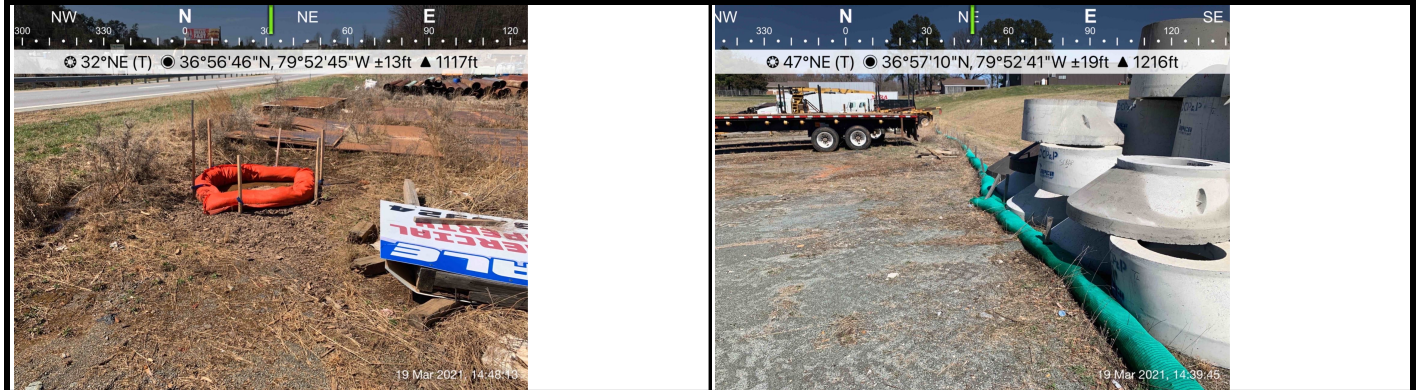 NW N NE E
300 330 0 30 60 90 120
32°NE (T) 36°56'46"N, 79°52'45"W ±13ft ▲ 1117ft
ALE
ERCIAL
19 Mar 2021, 14:48:13
NW N NE E SE
330 0 30 60 90 120
47°NE (T) 36°57'10"N, 79°52'41"W ±19ft ▲ 1216ft
19 Mar 2021, 14:39:45